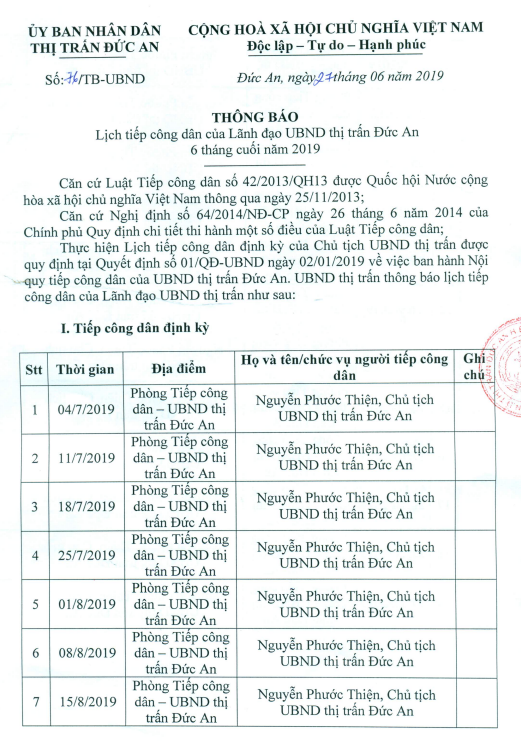 ỦY BAN NHÂN DÂN
THỊ TRẤN ĐỨC AN
Số: 76/TB-UBND
CỘNG HOÀ XÃ HỘI CHỦ NGHĨA VIỆT NAM
Độc lập – Tự do – Hạnh phúc
Đức An, ngày 27 tháng 06 năm 2019
THÔNG BÁO
Lịch tiếp công dân của Lãnh đạo UBND thị trấn Đức An
6 tháng cuối năm 2019
Căn cứ Luật Tiếp công dân số 42/2013/QH13 được Quốc hội Nước cộng
hòa xã hội chủ nghĩa Việt Nam thông qua ngày 25/11/2013;
Căn cứ Nghị định số 64/2014/NĐ-CP ngày 26 tháng 6 năm 2014 của
Chính phủ Quy định chi tiết thi hành một số điều của Luật Tiếp công dân;
Thực hiện Lịch tiếp công dân định kỳ của Chủ tịch UBND thị trấn được
quy định tại Quyết định số 01/QĐ-UBND ngày 02/01/2019 về việc ban hành Nội
quy tiếp công dân của UBND thị trấn Đức An. UBND thị trấn thông báo lịch tiếp
công dân của Lãnh đạo UBND thị trấn như sau:
I. Tiếp công dân định kỳ
Stt Thời gian Địa điểm Họ và tên/chức vụ người tiếp công
dân Ghi
chú
1 04/7/2019 Phòng Tiếp công
dân – UBND thị
trấn Đức An Nguyễn Phước Thiện, Chủ tịch
UBND thị trấn Đức An
2 11/7/2019 Phòng Tiếp công
dân – UBND thị
trấn Đức An Nguyễn Phước Thiện, Chủ tịch
UBND thị trấn Đức An
3 18/7/2019 Phòng Tiếp công
dân – UBND thị
trấn Đức An Nguyễn Phước Thiện, Chủ tịch
UBND thị trấn Đức An
4 25/7/2019 Phòng Tiếp công
dân – UBND thị
trấn Đức An Nguyễn Phước Thiện, Chủ tịch
UBND thị trấn Đức An
5 01/8/2019 Phòng Tiếp công
dân – UBND thị
trấn Đức An Nguyễn Phước Thiện, Chủ tịch
UBND thị trấn Đức An
6 08/8/2019 Phòng Tiếp công
dân – UBND thị
trấn Đức An Nguyễn Phước Thiện, Chủ tịch
UBND thị trấn Đức An
7 15/8/2019 Phòng Tiếp công
dân – UBND thị
trấn Đức An Nguyễn Phước Thiện, Chủ tịch
UBND thị trấn Đức An